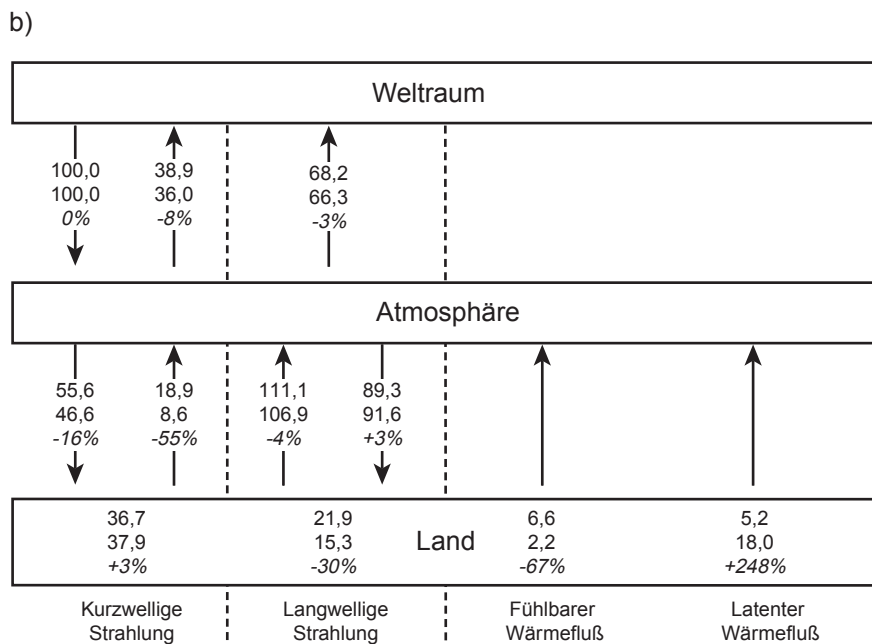 b)
Weltraum
100,0
100,0
0%
38,9
36,0
-8%
68,2
66,3
-3%
Atmosphäre
55,6
46,6
-16%
18,9
8,6
-55%
111,1
106,9
-4%
89,3
91,6
+3%
36,7
37,9
+3%
21,9
15,3
-30%
Land
6,6
2,2
-67%
5,2
18,0
+248%
Kurzwellige
Strahlung
Langwellige
Strahlung
Fühlbarer
Wärmefluß
Latenter
Wärmefluß